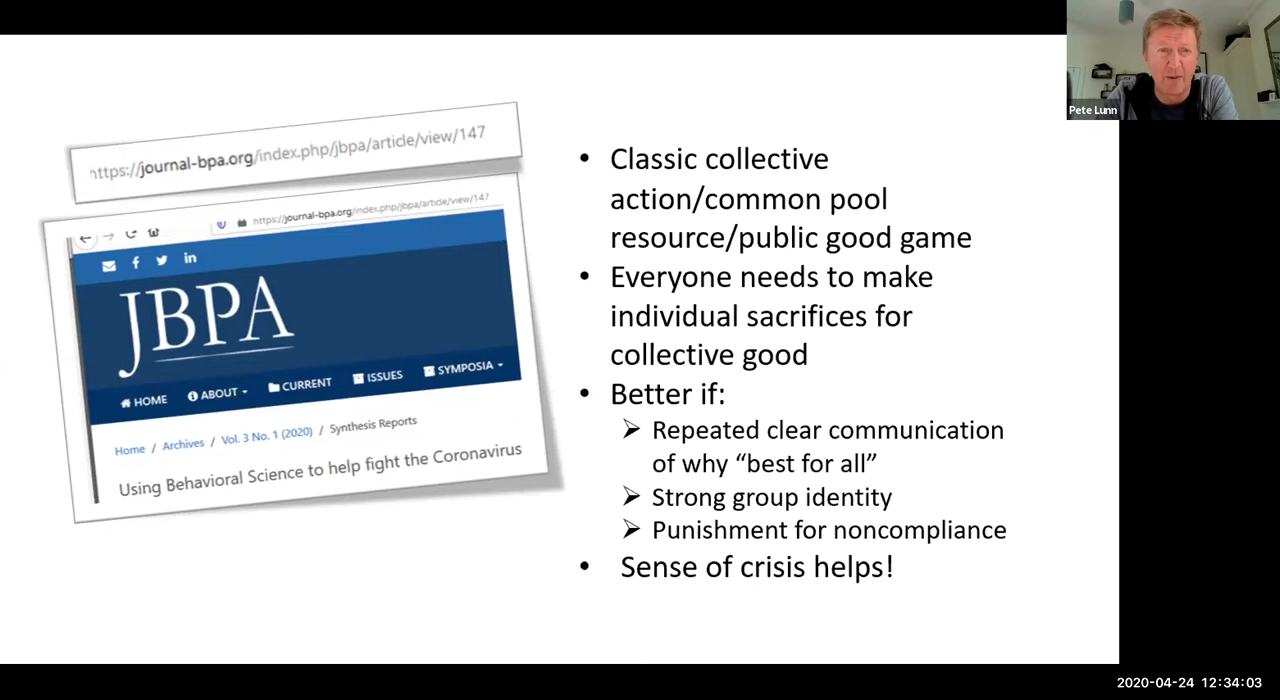 Pete Lunn
https://journal-bpa.org/index.php/jbpa/article/view/147
https://journal-bpa.org/index.php/jbpa/article/view/147
JBPA
HOME ABOUT CURRENT ISSUES SYMPOSIA
Home / Archives / Vol. 3 No. 1 (2020) / Synthesis Reports
Using Behavioral Science to help fight the Coronavirus
• Classic collective
action/common pool
resource/public good game
• Everyone needs to make
individual sacrifices for
collective good
• Better if:
➢ Repeated clear communication
of why “best for all”
➢ Strong group identity
➢ Punishment for noncompliance
• Sense of crisis helps!
2020-04-24 12:34:03